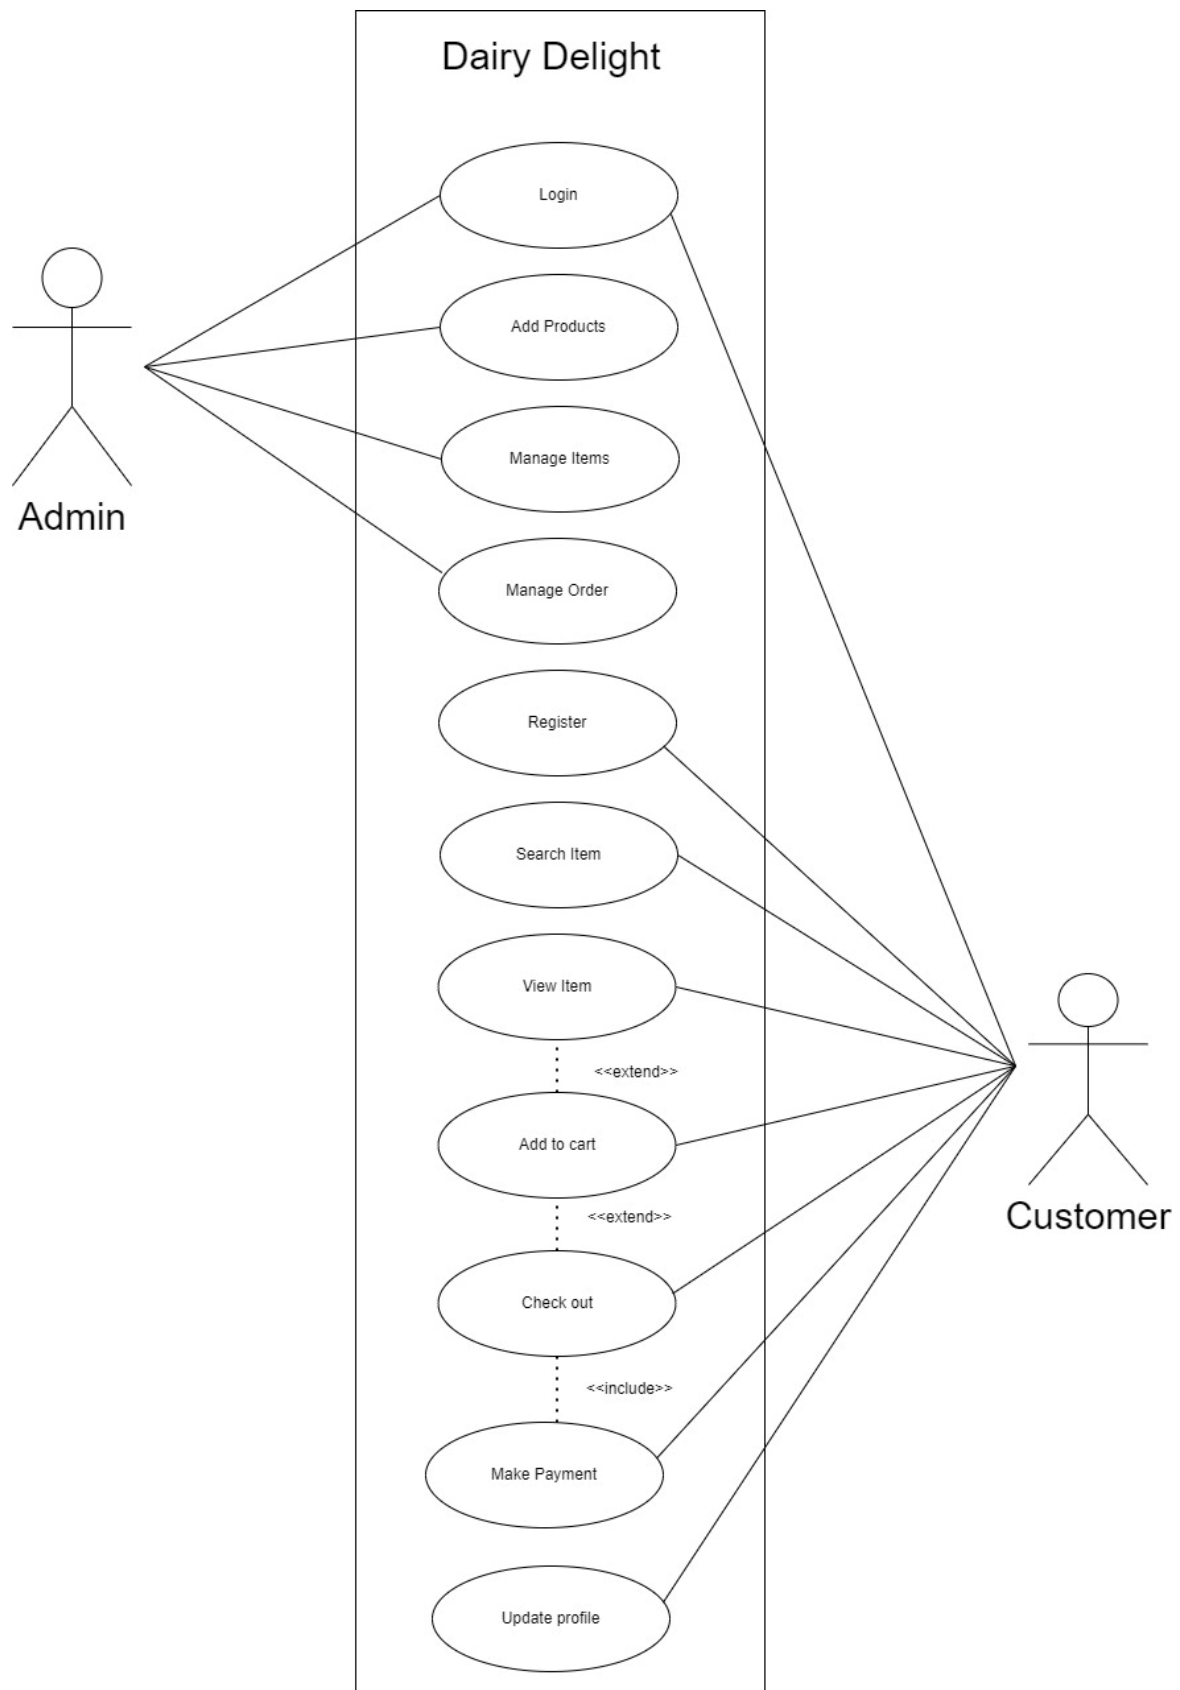 Dairy Delight
Login
Add Products
Manage Items
Admin
Manage Order
Register
Search Item
View Item
<<extend>>
Add to cart
<<extend>>
Customer
Check out
<<include>>
Make Payment
Update profile